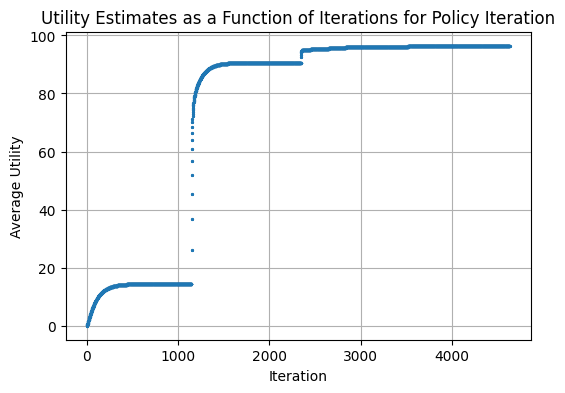 Utility Estimates as a Function of Iterations for Policy Iteration
100
80
60
40
20
0
Average Utility
0 1000 2000 3000 4000
Iteration